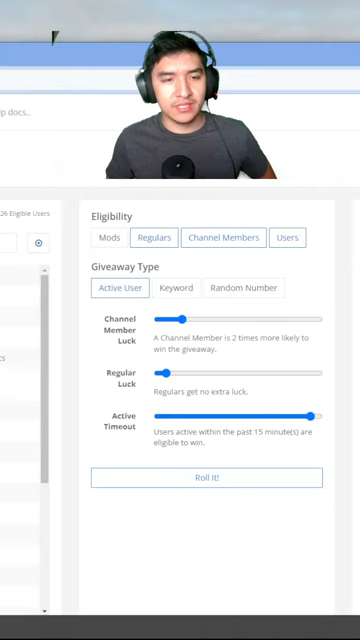 p docs..
26 Eligible Users
Eligibility
Mods
Regulars
Channel Members
Users
Giveaway Type
Active User
Keyword
Random Number
Channel
Member
Luck
A Channel Member is 2 times more likely to
win the giveaway.
Regular
Luck
Regulars get no extra luck.
Active
Timeout
Users active within the past 15 minute(s) are
eligible to win.
Roll It!